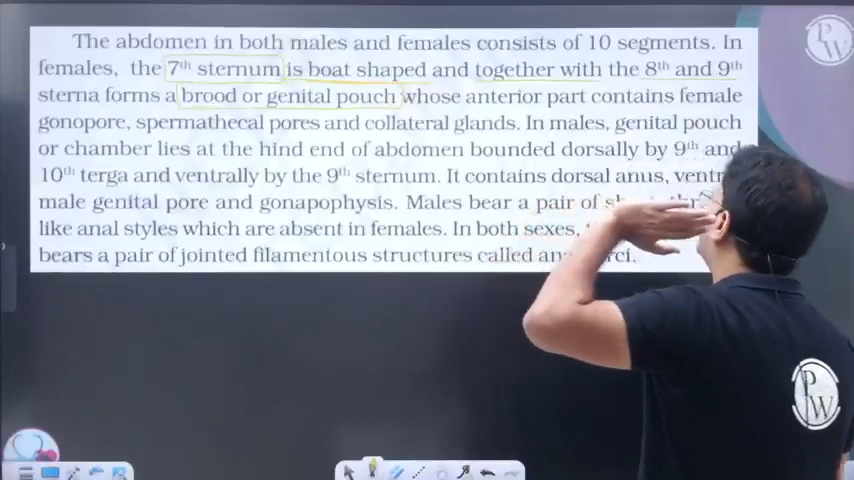 The abdomen in both males and females consists of 10 segments. In
females, the 7th sternum is boat shaped and together with the 8th and 9th
sterna forms a brood or genital pouch whose anterior part contains female
gonopore, spermathecal pores and collateral glands. In males, genital pouch
or chamber lies at the hind end of abdomen bounded dorsally by 9th and
10th terga and ventrally by the 9th sternum. It contains dorsal anus,
male genital pore and gonapophysis. Males bear a pair of
like anal styles which are absent in females. In both sexes,
bears a pair of jointed filamentous structures called
PW
PW